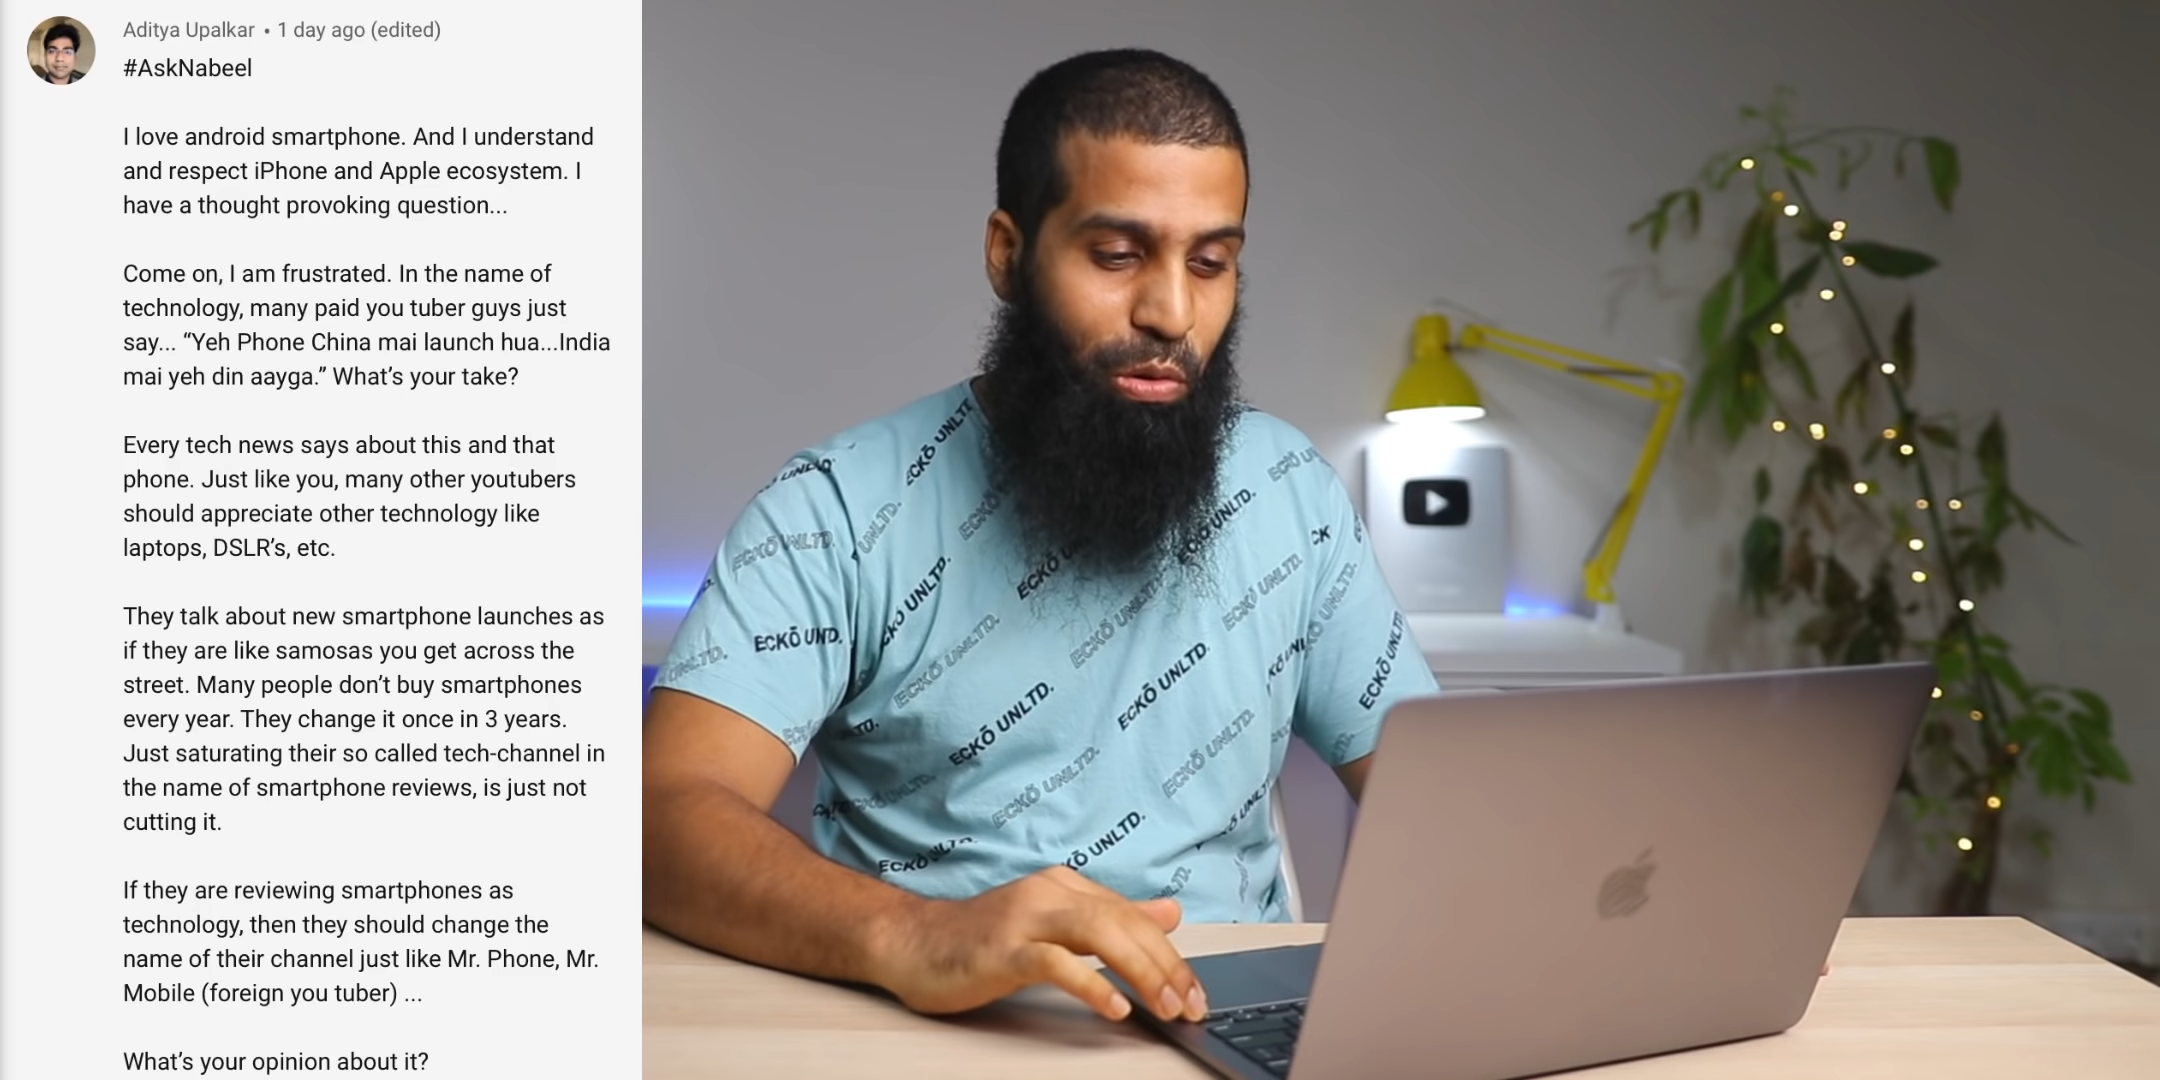 Aditya Upalkar • 1 day ago (edited)
#AskNabeel
I love android smartphone. And I understand
and respect iPhone and Apple ecosystem. I
have a thought provoking question...
Come on, I am frustrated. In the name of
technology, many paid you tuber guys just
say... “Yeh Phone China mai launch hua...India
mai yeh din aayga.” What’s your take?
Every tech news says about this and that
phone. Just like you, many other youtubers
should appreciate other technology like
laptops, DSLR’s, etc.
They talk about new smartphone launches as
if they are like samosas you get across the
street. Many people don’t buy smartphones
every year. They change it once in 3 years.
Just saturating their so called tech-channel in
the name of smartphone reviews, is just not
cutting it.
If they are reviewing smartphones as
technology, then they should change the
name of their channel just like Mr. Phone, Mr.
Mobile (foreign you tuber) ...
What’s your opinion about it?
ECKŌ UNLTD.
ECKŌ UNLTD.
ECKŌ UNLTD.
ECKŌ UNLTD.
ECKŌ UNLTD.
ECKŌ UNLTD.